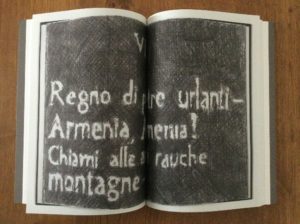 V
Regno di urlanti–
Armenia,
Chiami alle rauche
montagne